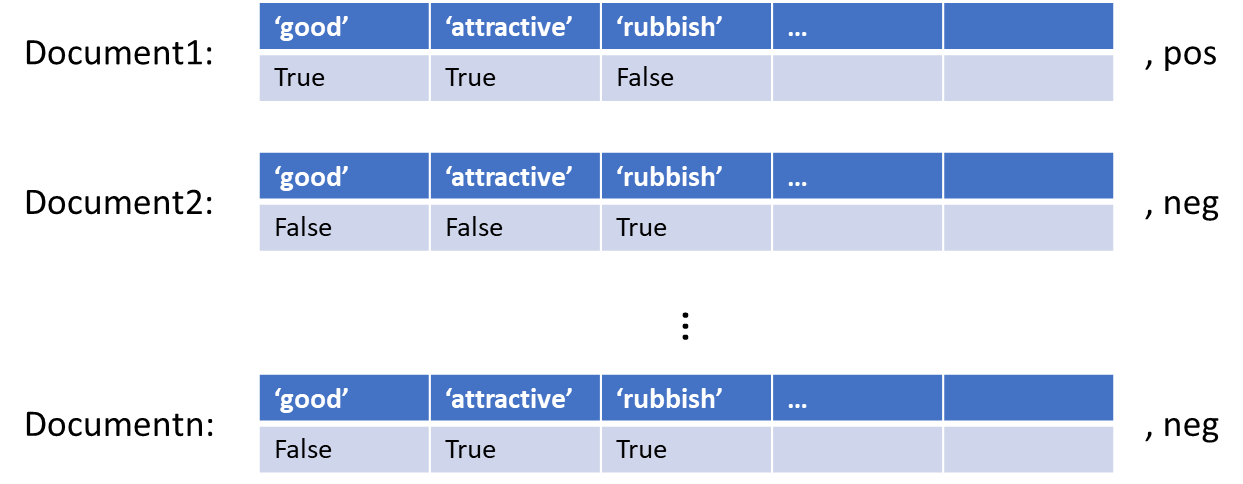 ‘good’ ‘attractive’ ‘rubbish’ ...
Document1: , pos
True True False
‘good’ ‘attractive’ ‘rubbish’ ...
Document2: , neg
False False True
⋮
‘good’ ‘attractive’ ‘rubbish’ ...
Documentn: , neg
False True True